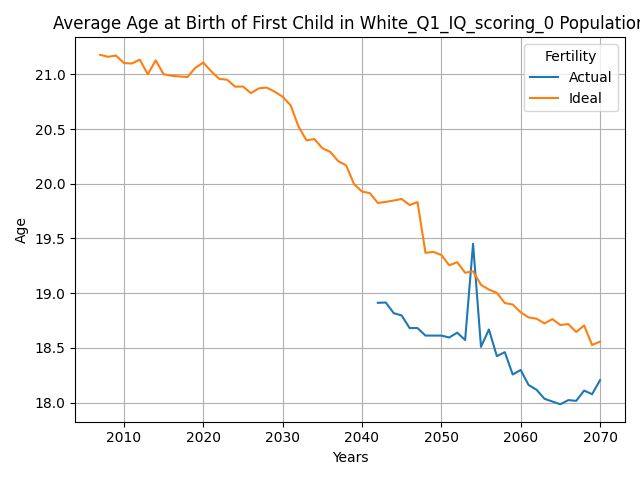 Average Age at Birth of First Child in White_Q1_IQ_scoring_0 Population
Fertility
Actual
Ideal
21.0
20.5
20.0
19.5
19.0
18.5
18.0
Age
2010 2020 2030 2040 2050 2060 2070
Years